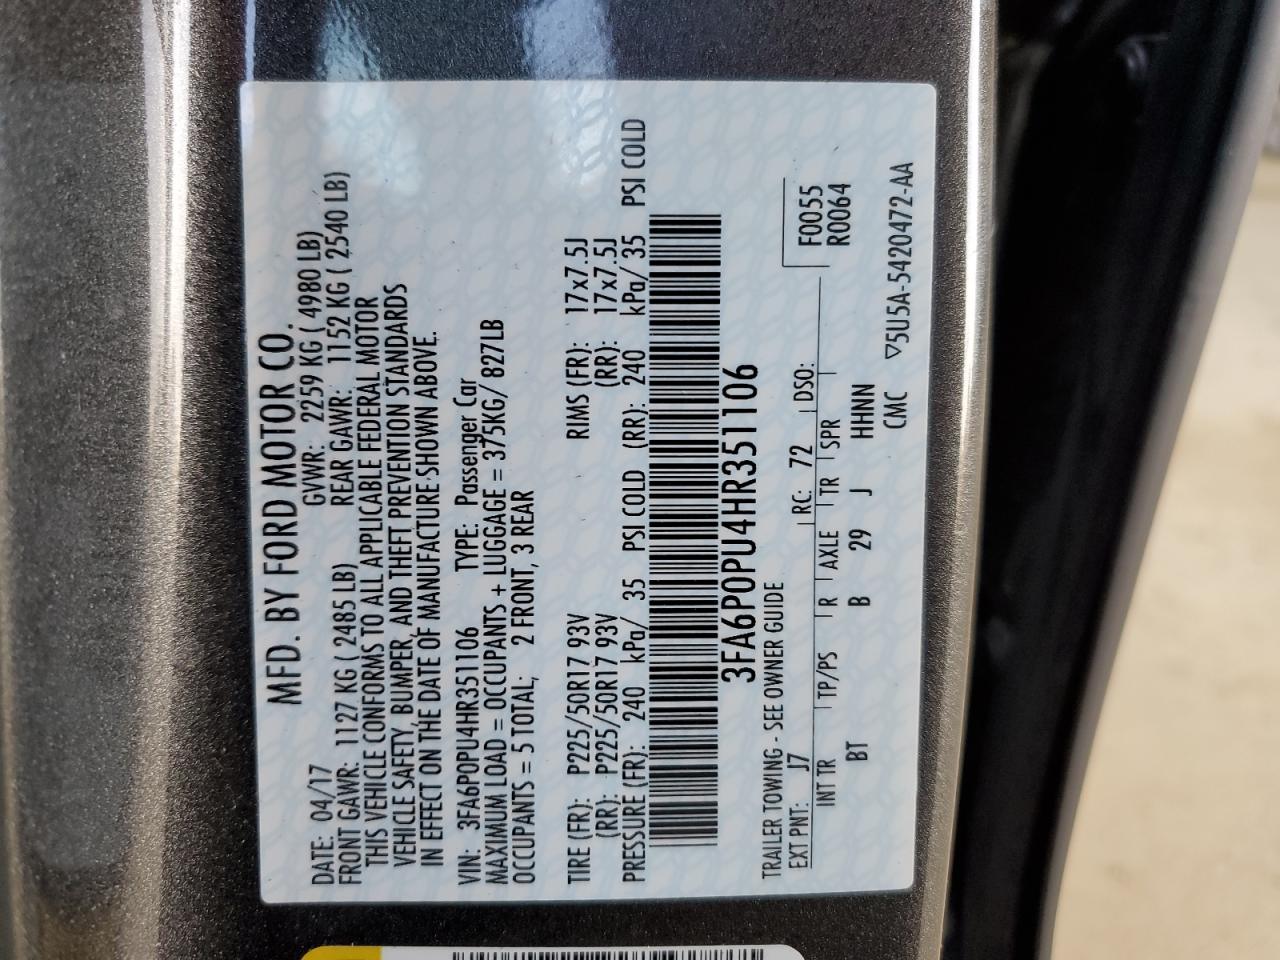 MFD. BY FORD MOTOR CO.
DATE: 04/17 GVWR: 2259 KG ( 4980 LB)
FRONT GAWR: 1127 KG ( 2485 LB) REAR GAWR: 1152 KG ( 2540 LB)
THIS VEHICLE CONFORMS TO ALL APPLICABLE FEDERAL MOTOR
VEHICLE SAFETY, BUMPER, AND THEFT PREVENTION STANDARDS
IN EFFECT ON THE DATE OF MANUFACTURE SHOWN ABOVE.
VIN: 3FA6P0PU4HR351106 TYPE: Passenger Car
MAXIMUM LOAD = OCCUPANTS + LUGGAGE = 375KG/ 827LB
OCCUPANTS = 5 TOTAL; 2 FRONT, 3 REAR
TIRE (FR): P225/50R17 93V RIMS (FR): 17x7.5J
(RR): P225/50R17 93V (RR): 17x7.5J
PRESSURE (FR): 240 kPa/ 35 PSI COLD (RR): 240 kPa/ 35 PSI COLD
3FA6P0PU4HR351106
TRAILER TOWING - SEE OWNER GUIDE
F0055
R0064
EXT PNT: J7 RC: 72 DSO:
INT TR TP/PS R AXLE TR SPR
BT B 29 J HHNN
CMC ▽5U5A-5420472-AA